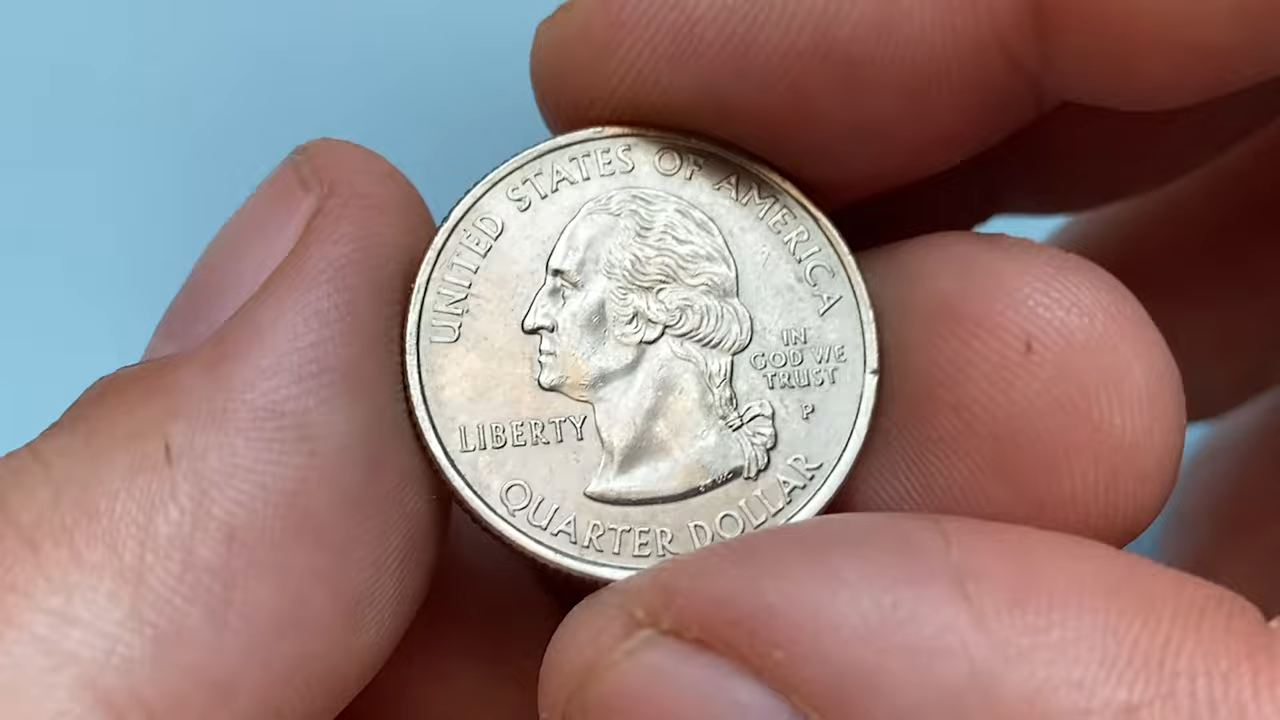 UNITED STATES OF AMERICA
LIBERTY
IN
GOD WE
TRUST
P
QUARTER DOLLAR